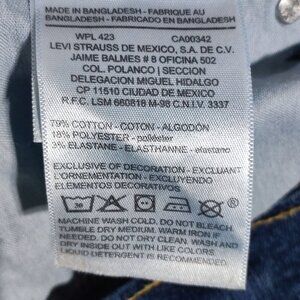 MADE IN BANGLADESH - FABRIQUE AU
BANGLADESH - FABRICADO EN BANGLADESH
WPL 423 CA00342
LEVI STRAUSS DE MEXICO, S.A. DE C.V.
JAIME BALMES # 8 OFICINA 502
COL. POLANCO | SECCION
DELEGACION MIGUEL HIDALGO
CP 11510 CIUDAD DE MEXICO
R.F.C. LSM 660818 M-98 C.N.I.V. 3337
79% COTTON - COTON - ALGODÓN
18% POLYESTER - poliéster
3% ELASTANE - ELASTHANNE - elastano
EXCLUSIVE OF DECORATION - EXCLUANT
L'ORNEMENTATION - EXCLUYENDO
ELEMENTOS DECORATIVOS
MACHINE WASH COLD. DO NOT BLEACH.
TUMBLE DRY MEDIUM. WARM IRON IF
NEEDED. DO NOT DRY CLEAN. WASH AND
DRY INSIDE OUT WITH LIKE COLORS.
LIQUID DETERGENT IS RECOMMENDED.